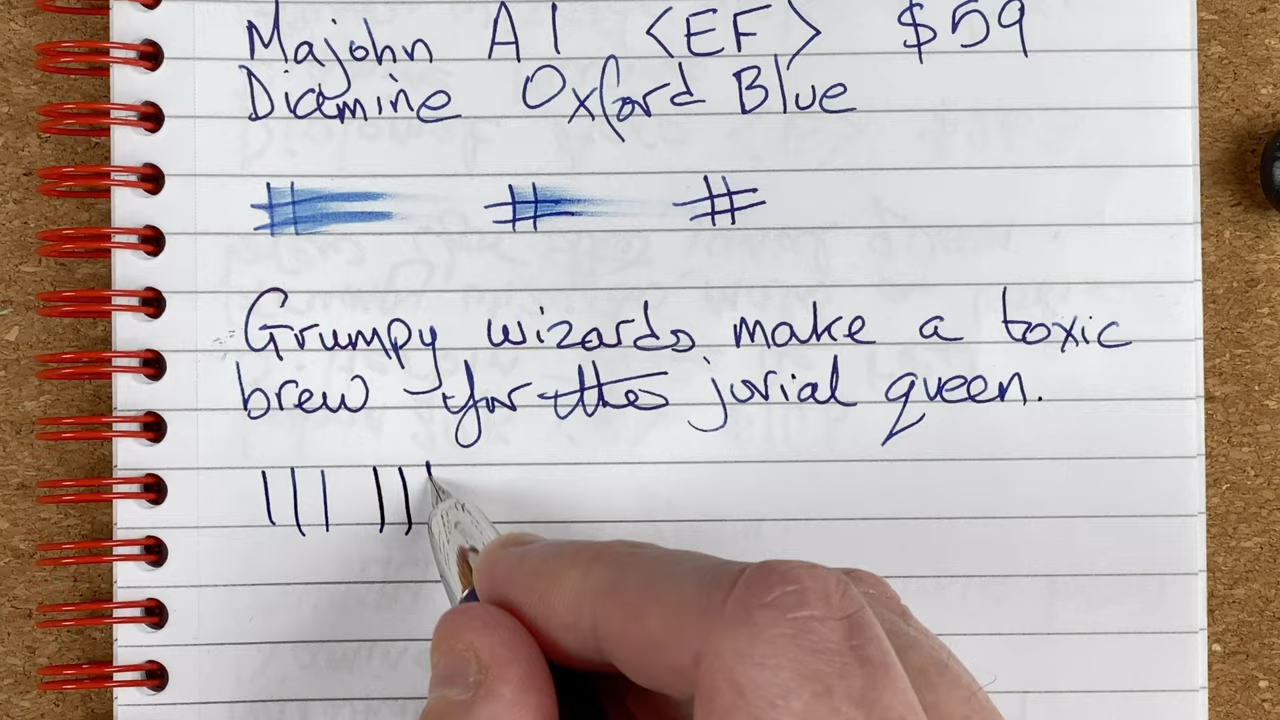 Majohn A1 <EF> $59
Diamine Oxford Blue
# # #
Grumpy wizards make a toxic
brew for the jovial queen.